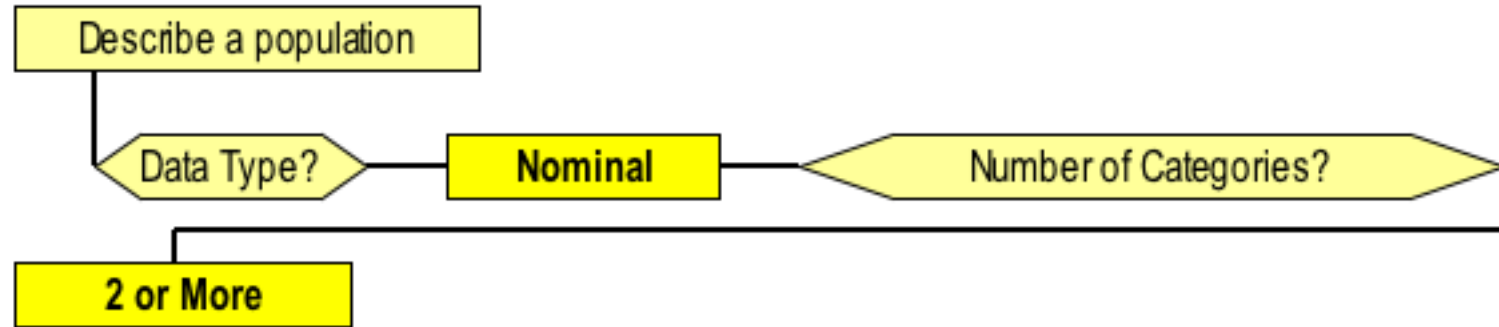 Describe a population
Data Type?
Nominal
Number of Categories?
2 or More